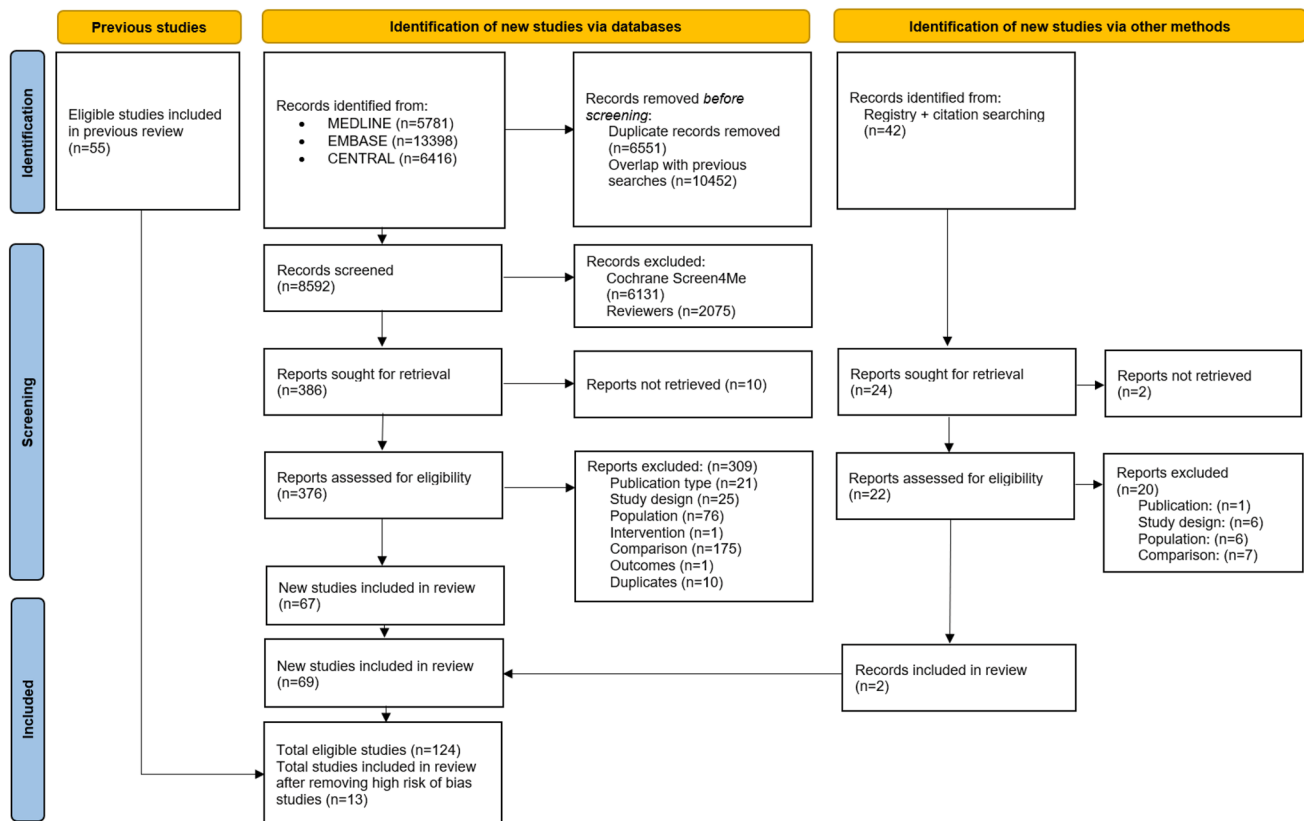 Previous studies
Identification of new studies via databases
Identification of new studies via other methods
Identification
Eligible studies included
in previous review
(n=55)
Records identified from:
• MEDLINE (n=5781)
• EMBASE (n=13398)
• CENTRAL (n=6416)
Records removed before
screening:
Duplicate records removed
(n=6551)
Overlap with previous
searches (n=10452)
Records identified from:
Registry + citation searching
(n=42)
Screening
Records screened
(n=8592)
Records excluded:
Cochrane Screen4Me
(n=6131)
Reviewers (n=2075)
Reports sought for retrieval
(n=386)
Reports not retrieved (n=10)
Reports sought for retrieval
(n=24)
Reports not retrieved
(n=2)
Reports assessed for eligibility
(n=376)
Reports excluded: (n=309)
Publication type (n=21)
Study design (n=25)
Population (n=76)
Intervention (n=1)
Comparison (n=175)
Outcomes (n=1)
Duplicates (n=10)
Reports assessed for eligibility
(n=22)
Reports excluded
(n=20)
Publication: (n=1)
Study design: (n=6)
Population: (n=6)
Comparison: (n=7)
New studies included in review
(n=67)
Included
New studies included in review
(n=69)
Records included in review
(n=2)
Total eligible studies (n=124)
Total studies included in review
after removing high risk of bias
studies (n=13)